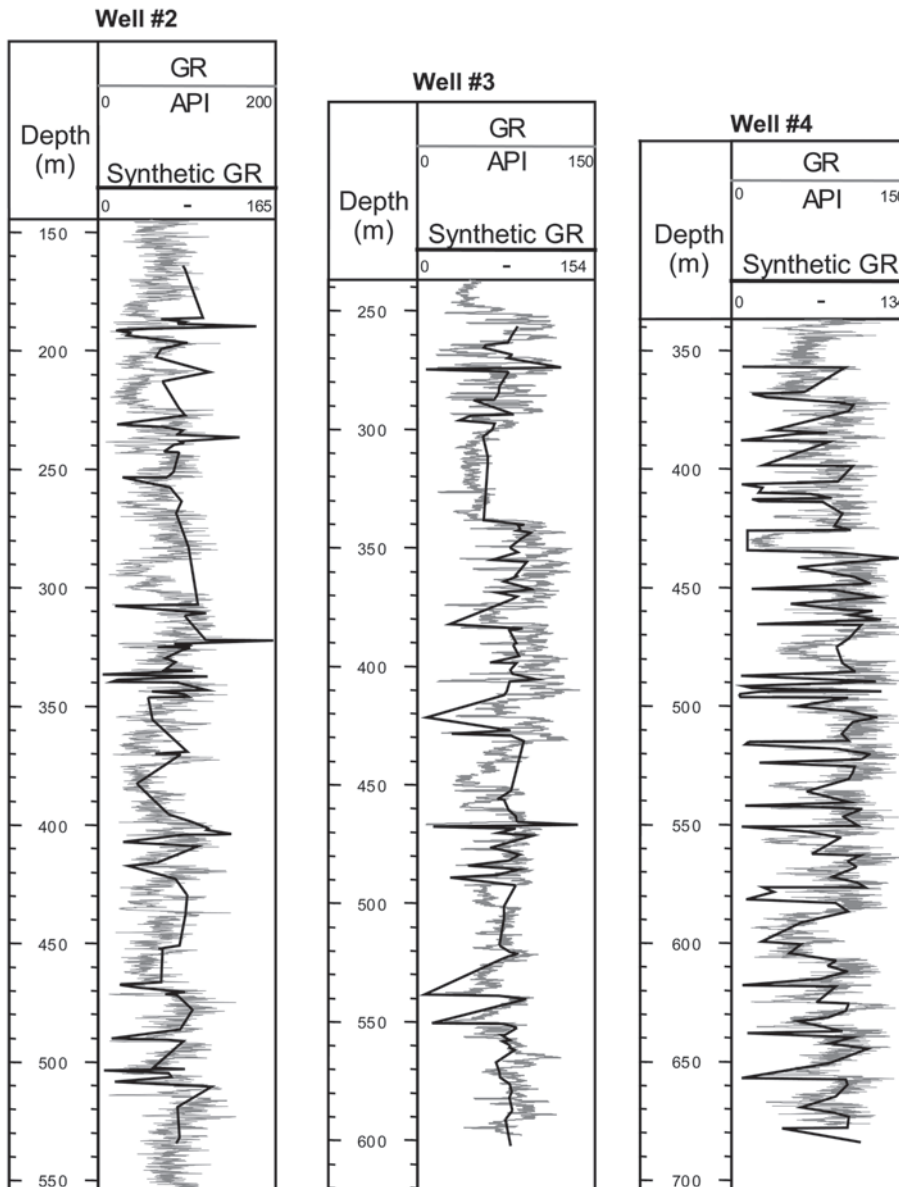 Well #2
GR
0 API 200
Depth
(m)
Synthetic GR
0 - 165
150
200
250
300
350
400
450
500
550
Well #3
GR
0 API 150
Depth
(m)
Synthetic GR
0 - 154
250
300
350
400
450
500
550
600
Well #4
GR
0 API 150
Depth
(m)
Synthetic GR
0 - 134
350
400
450
500
550
600
650
700